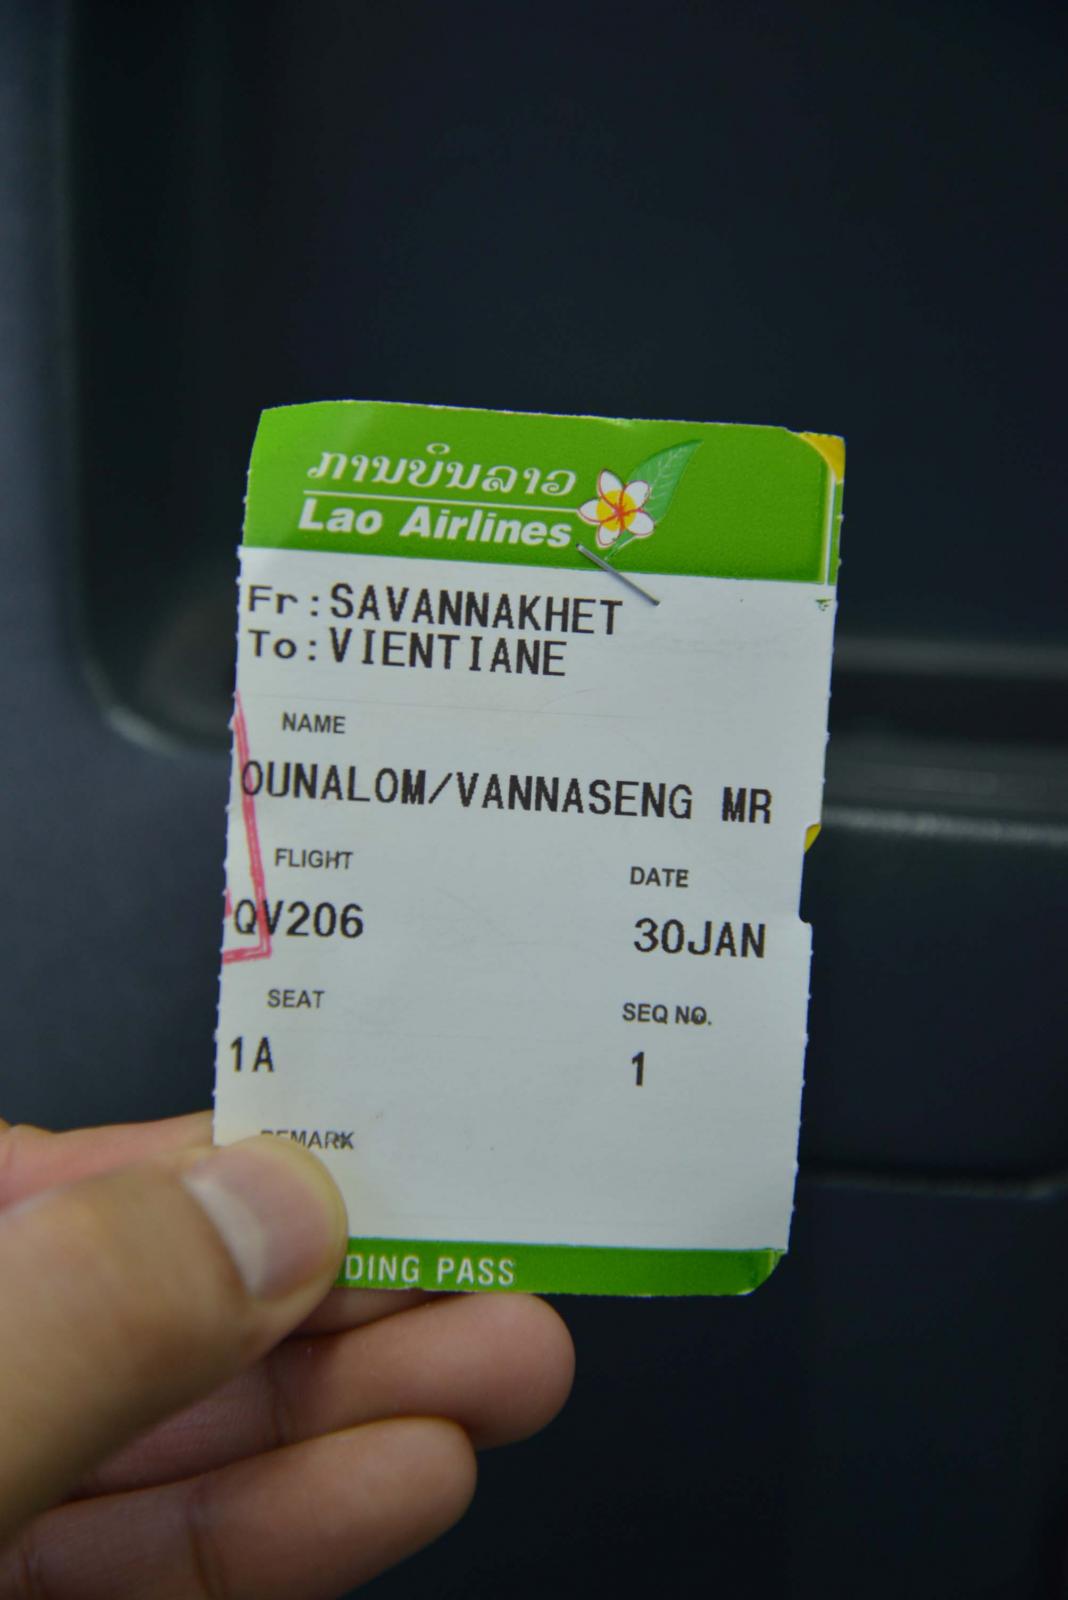 ການບິນລາວ
Lao Airlines
Fr:SAVANNAKHET
To:VIENTIANE
NAME
OUNALOM/VANNASENG MR
FLIGHT DATE
QV206 30JAN
SEAT SEQ NO.
1A 1
REMARK
DING PASS